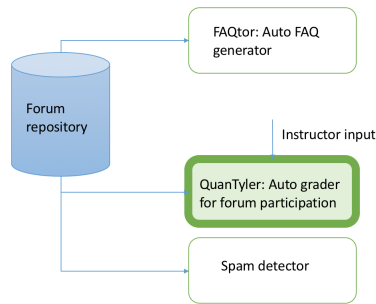 FAQtor: Auto FAQ
generator
Forum
repository
Instructor input
QuanTyler: Auto grader
for forum participation
Spam detector